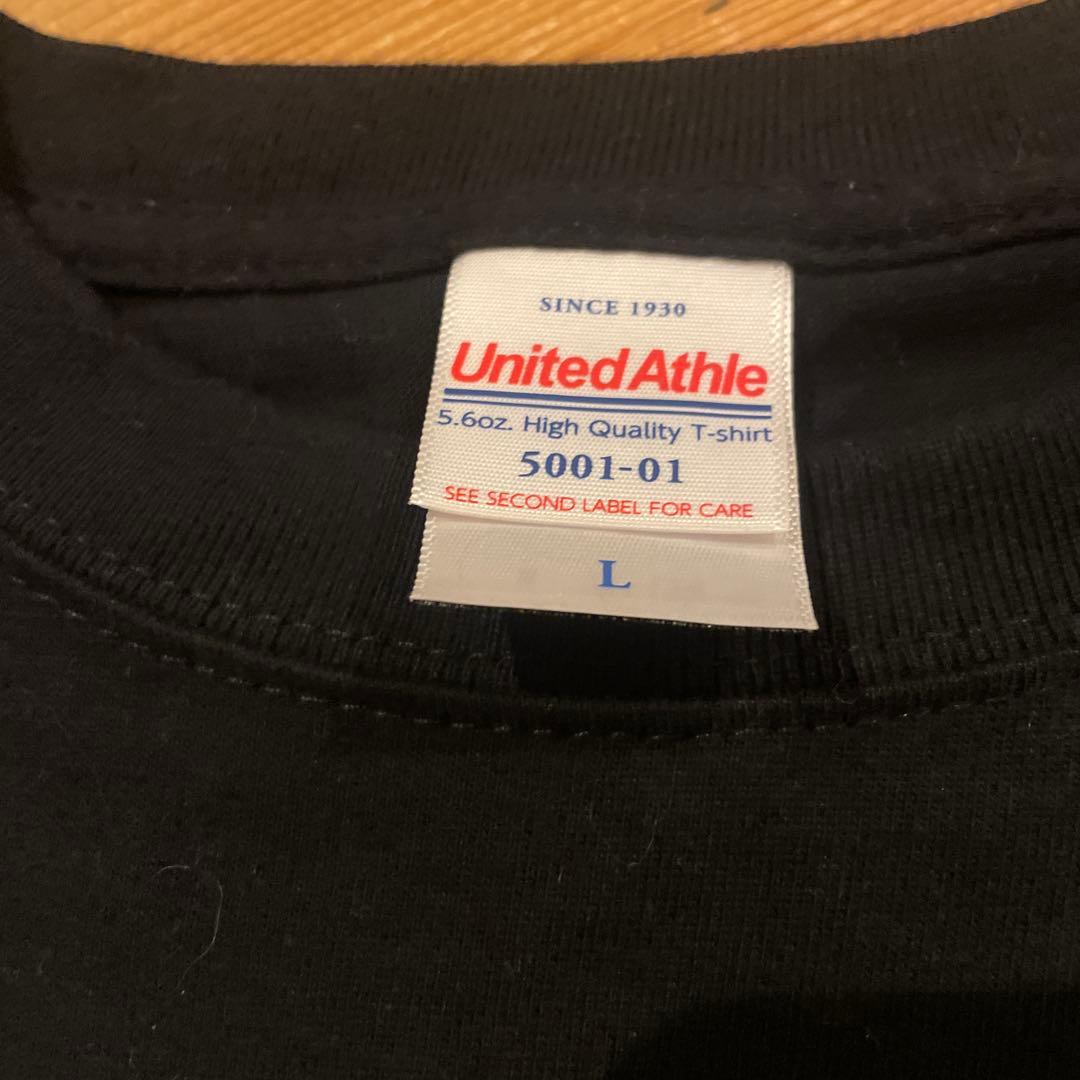 SINCE 1930
United Athle
5.6oz. High Quality T-shirt
5001-01
SEE SECOND LABEL FOR CARE
L